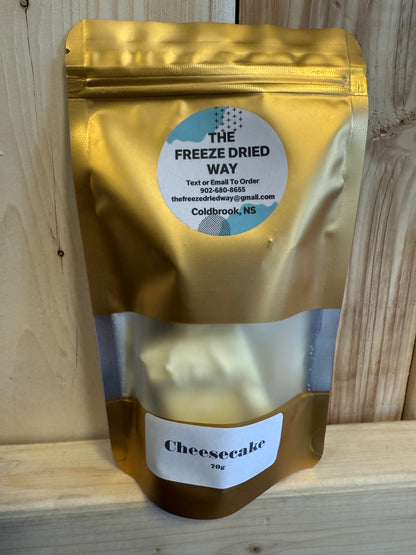 THE
FREEZE DRIED
WAY
Text or Email To Order
902-680-8655
thefreezedriedway@gmail.com
Coldbrook, NS
Cheesecake
70g